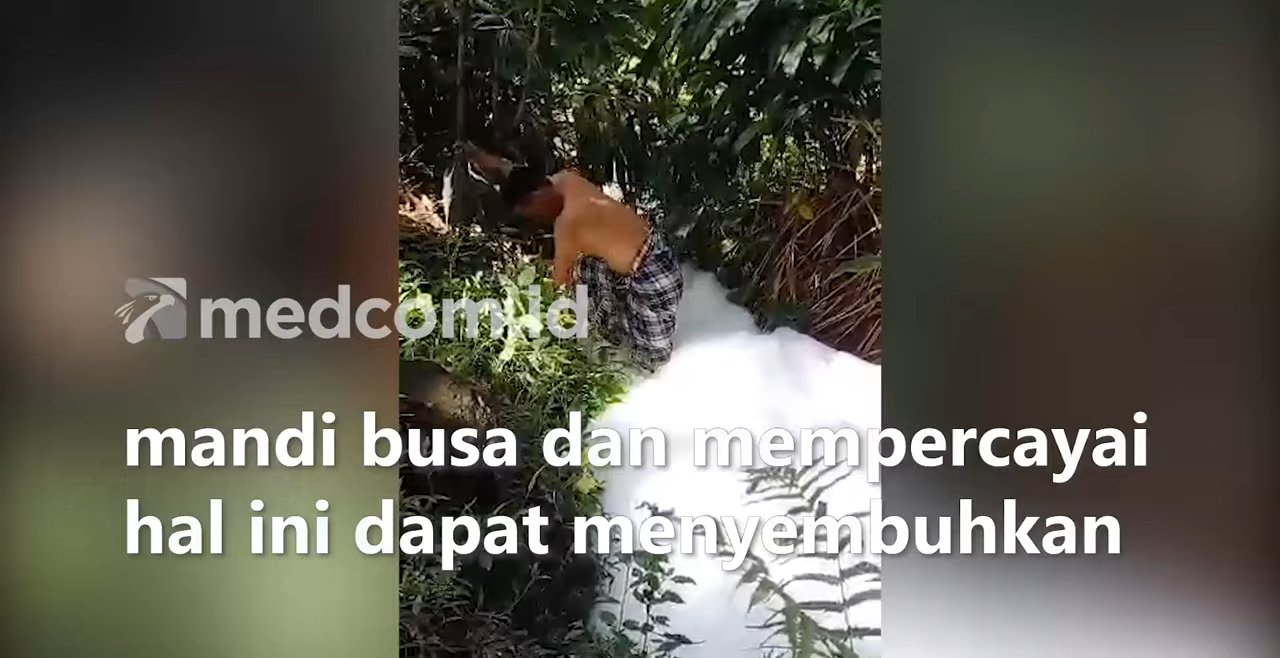 medcom.id
mandi busa dan mempercayai
hal ini dapat menyembuhkan